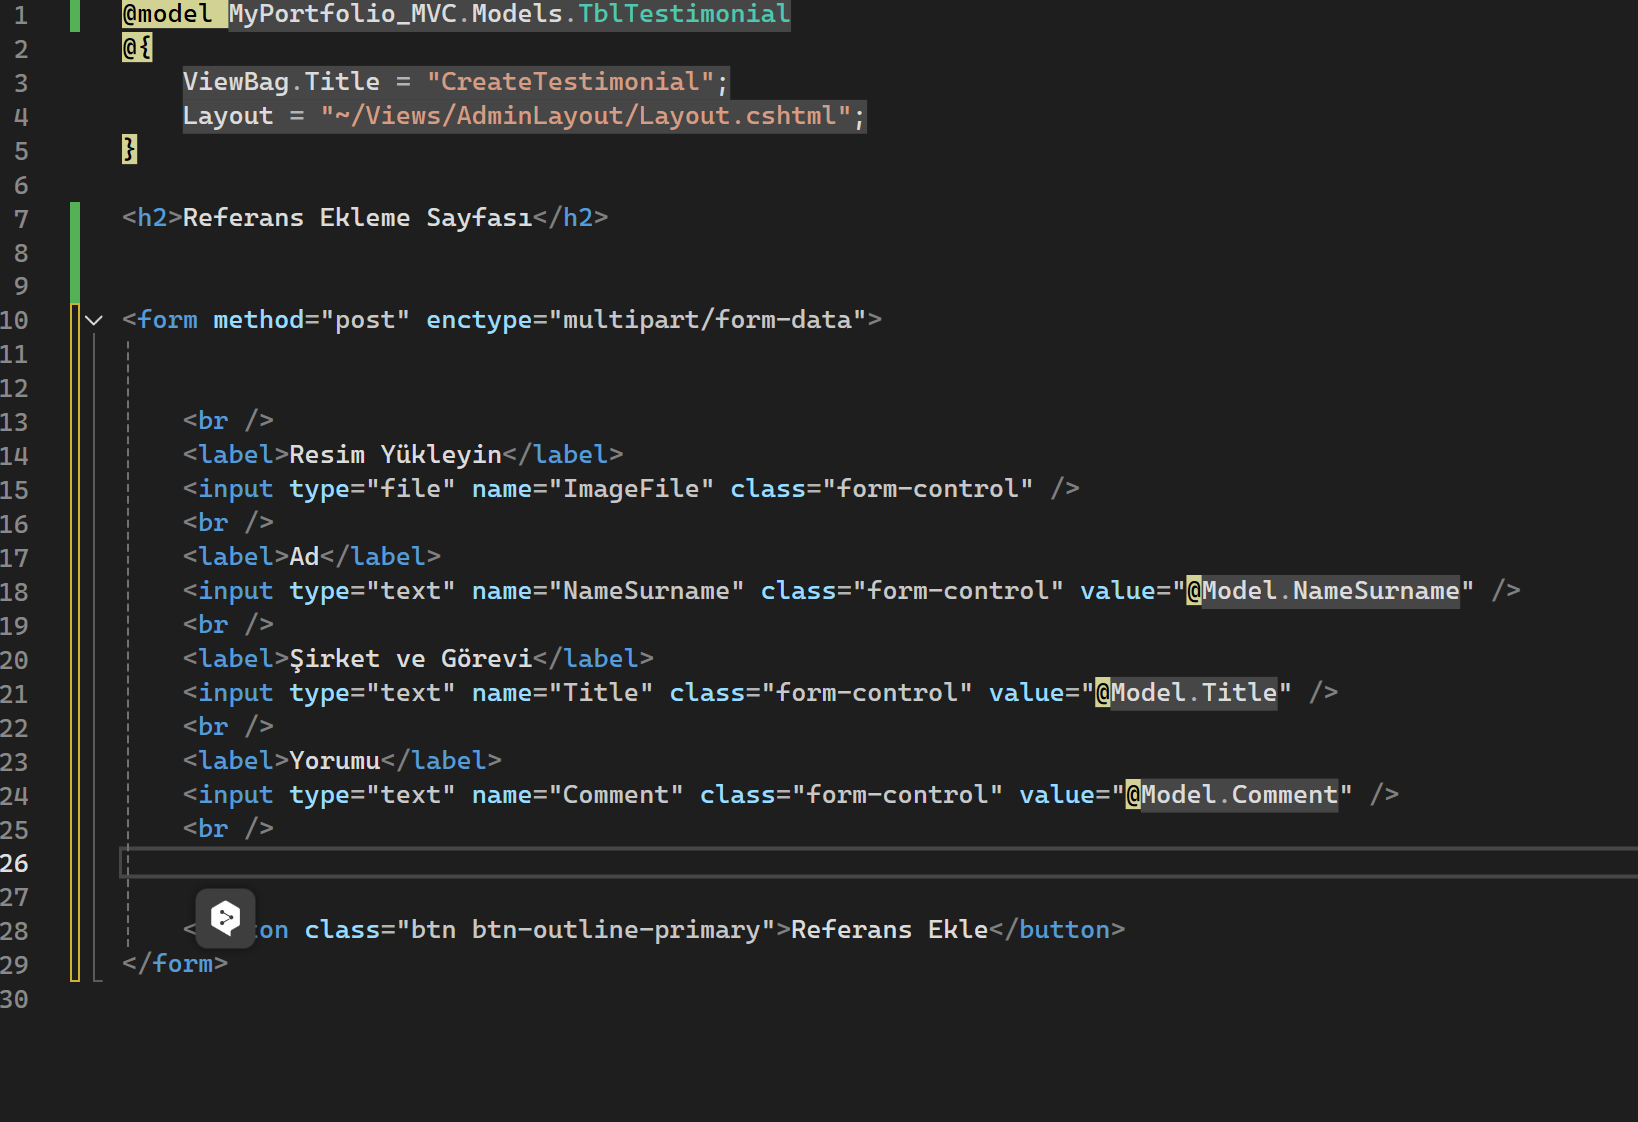 1 @model MyPortfolio_MVC.Models.TblTestimonial
2 @{
3 ViewBag.Title = "CreateTestimonial";
4 Layout = "~/Views/AdminLayout/Layout.cshtml";
5 }
6
7 <h2>Referans Ekleme Sayfası</h2>
8
9
10 <form method="post" enctype="multipart/form-data">
11
12
13 <br />
14 <label>Resim Yükleyin</label>
15 <input type="file" name="ImageFile" class="form-control" />
16 <br />
17 <label>Ad</label>
18 <input type="text" name="NameSurname" class="form-control" value="@Model.NameSurname" />
19 <br />
20 <label>Şirket ve Görevi</label>
21 <input type="text" name="Title" class="form-control" value="@Model.Title" />
22 <br />
23 <label>Yorumu</label>
24 <input type="text" name="Comment" class="form-control" value="@Model.Comment" />
25 <br />
26
27
28 < on class="btn btn-outline-primary">Referans Ekle</button>
29 </form>
30